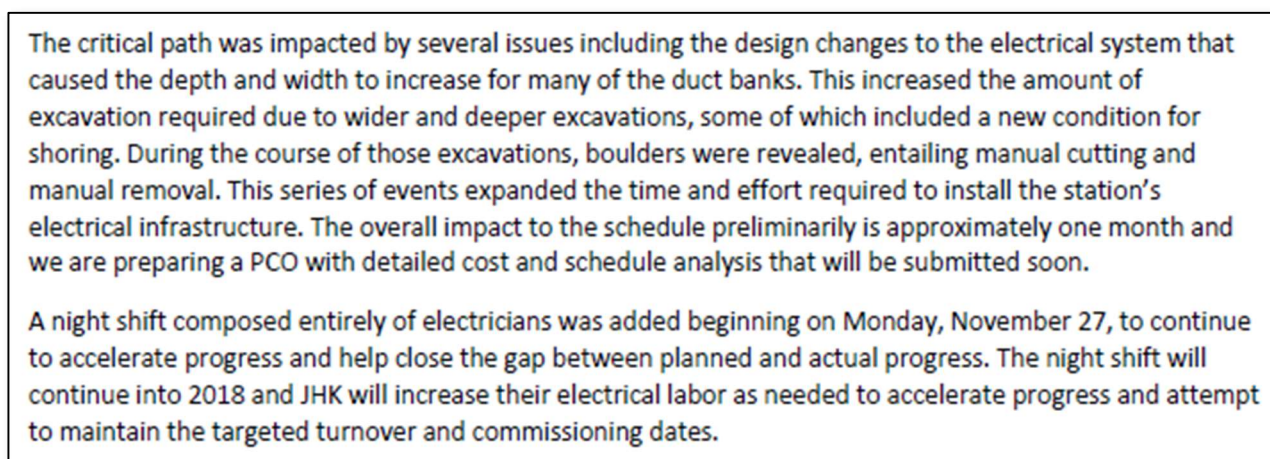 The critical path was impacted by several issues including the design changes to the electrical system that
caused the depth and width to increase for many of the duct banks. This increased the amount of
excavation required due to wider and deeper excavations, some of which included a new condition for
shoring. During the course of those excavations, boulders were revealed, entailing manual cutting and
manual removal. This series of events expanded the time and effort required to install the station's
electrical infrastructure. The overall impact to the schedule preliminarily is approximately one month and
we are preparing a PCO with detailed cost and schedule analysis that will be submitted soon.
A night shift composed entirely of electricians was added beginning on Monday, November 27, to continue
to accelerate progress and help close the gap between planned and actual progress. The night shift will
continue into 2018 and JHK will increase their electrical labor as needed to accelerate progress and attempt
to maintain the targeted turnover and commissioning dates.